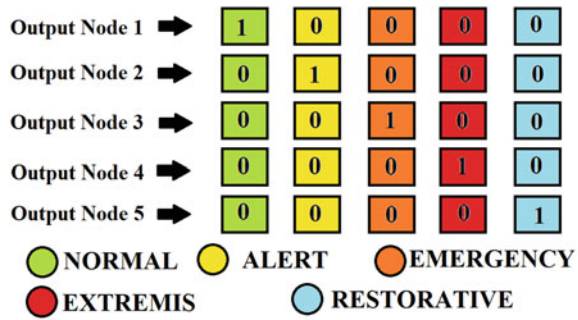 Output Node 1 1 0 0 0 0
Output Node 2 0 1 0 0 0
Output Node 3 0 0 1 0 0
Output Node 4 0 0 0 1 0
Output Node 5 0 0 0 0 1
NORMAL ALERT EMERGENCY
EXTREMIS RESTORATIVE